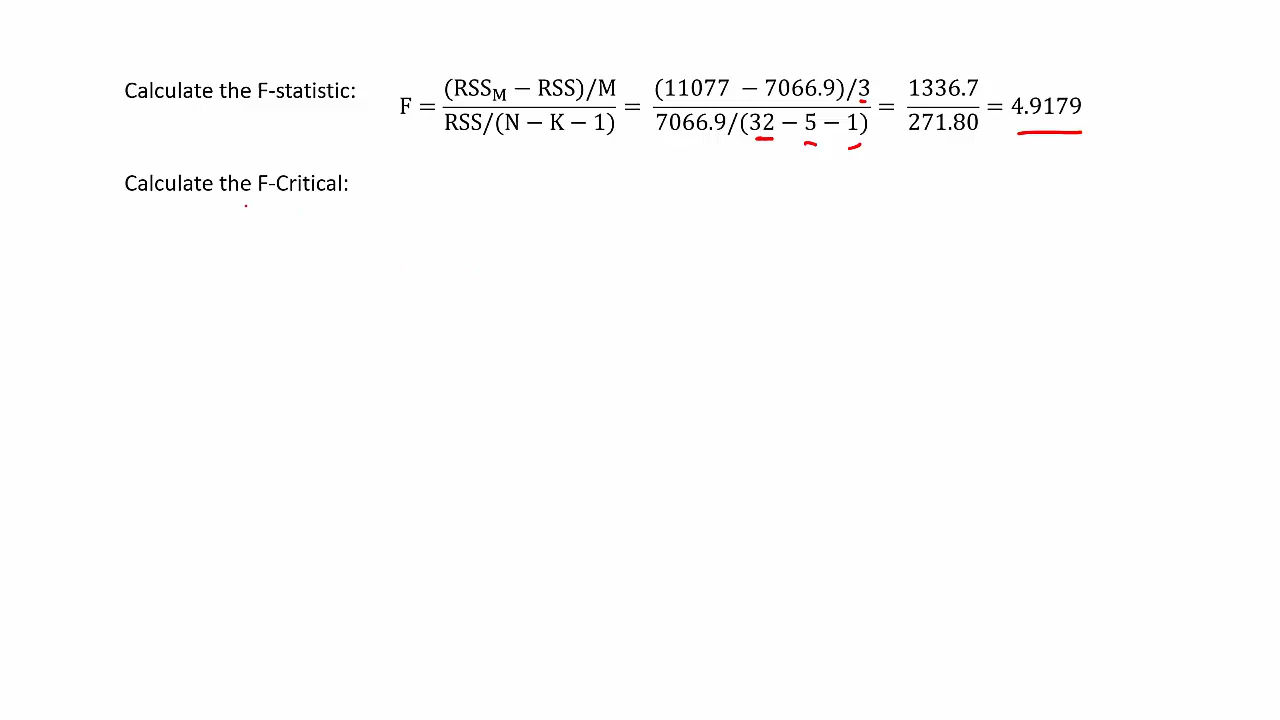 Calculate the F-statistic: F = (RSS_M − RSS)/M / RSS/(N − K − 1) = (11077 − 7066.9)/3 / 7066.9/(32 − 5 − 1) = 1336.7 / 271.80 = 4.9179
Calculate the F-Critical: